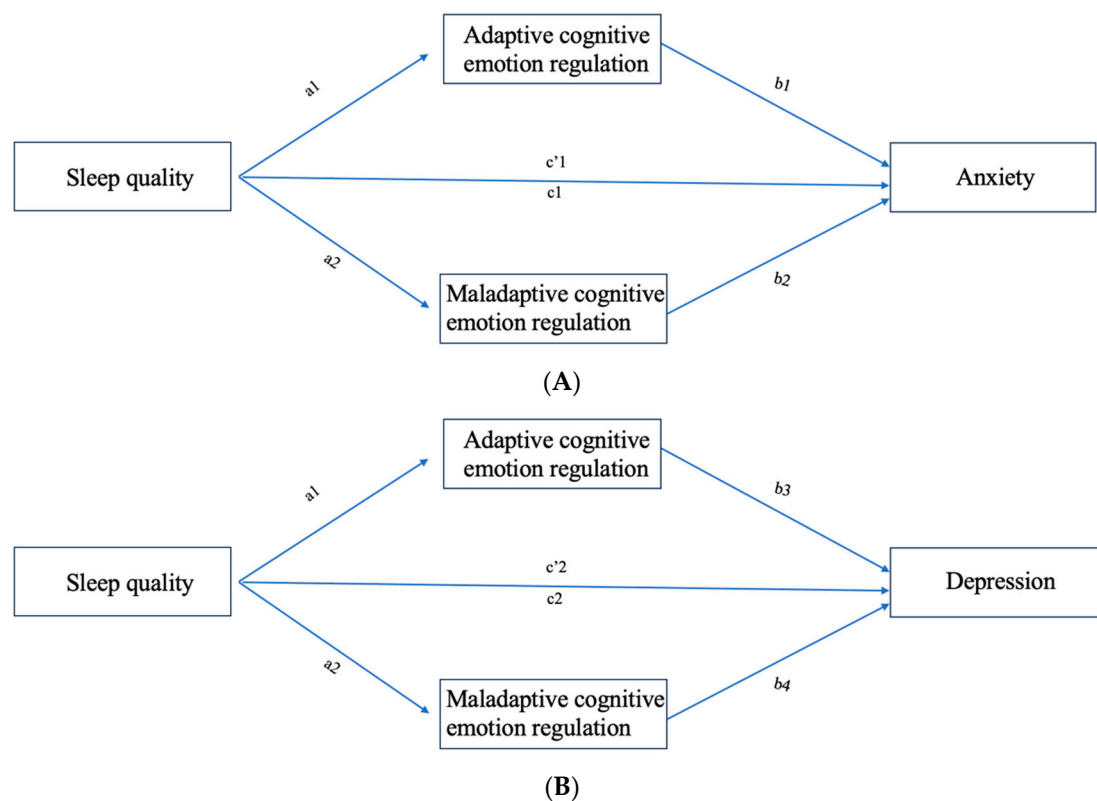 Adaptive cognitive
emotion regulation
a1
b1
c’1
Sleep quality
Anxiety
c1
a2
b2
Maladaptive cognitive
emotion regulation
(A)
Adaptive cognitive
emotion regulation
a1
b3
c’2
Sleep quality
Depression
c2
a2
b4
Maladaptive cognitive
emotion regulation
(B)